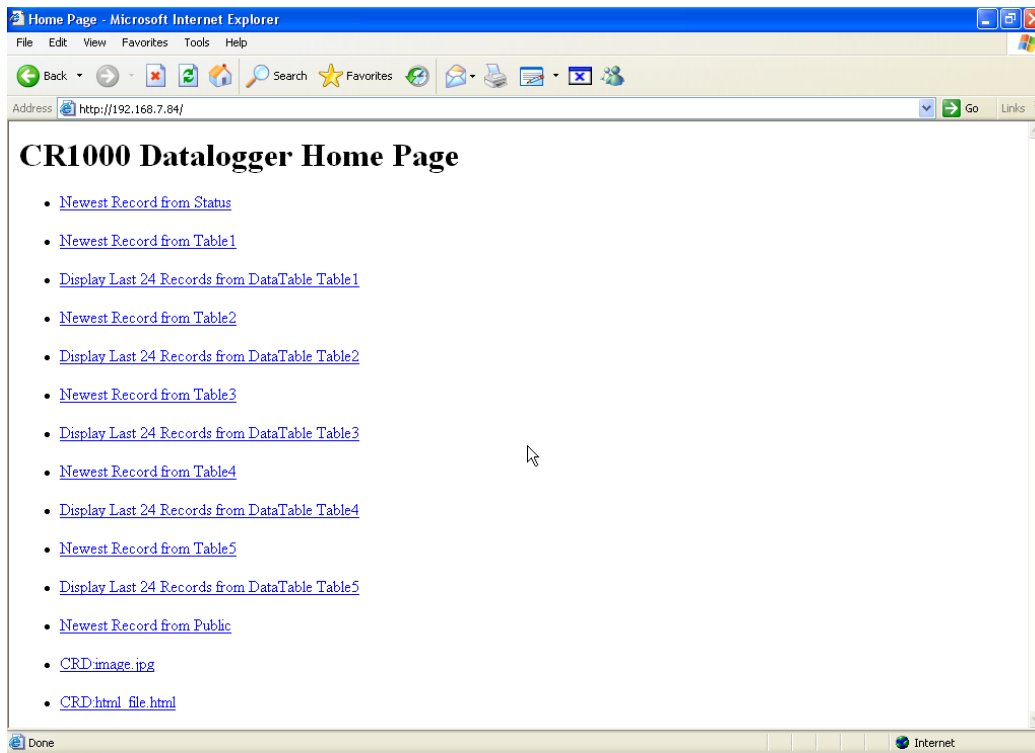 Home Page - Microsoft Internet Explorer
File Edit View Favorites Tools Help
Back Search Favorites
Address http://192.168.7.84/ Go Links
CR1000 Datalogger Home Page
Newest Record from Status
Newest Record from Table1
Display Last 24 Records from DataTable Table1
Newest Record from Table2
Display Last 24 Records from DataTable Table2
Newest Record from Table3
Display Last 24 Records from DataTable Table3
Newest Record from Table4
Display Last 24 Records from DataTable Table4
Newest Record from Table5
Display Last 24 Records from DataTable Table5
Newest Record from Public
CRD:image.jpg
CRD:html_file.html
Done Internet